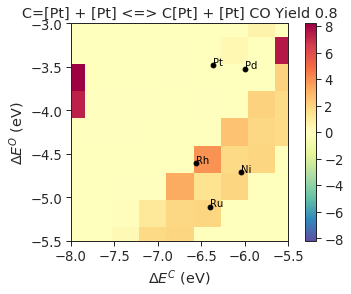 C=[Pt] + [Pt] <=> C[Pt] + [Pt] CO Yield 0.8
−3.0
−3.5
−4.0
−4.5
−5.0
−5.5
ΔE^O (eV)
Pt
Pd
Rh
Ni
Ru
−8.0 −7.5 −7.0 −6.5 −6.0 −5.5
ΔE^C (eV)
8
6
4
2
0
−2
−4
−6
−8